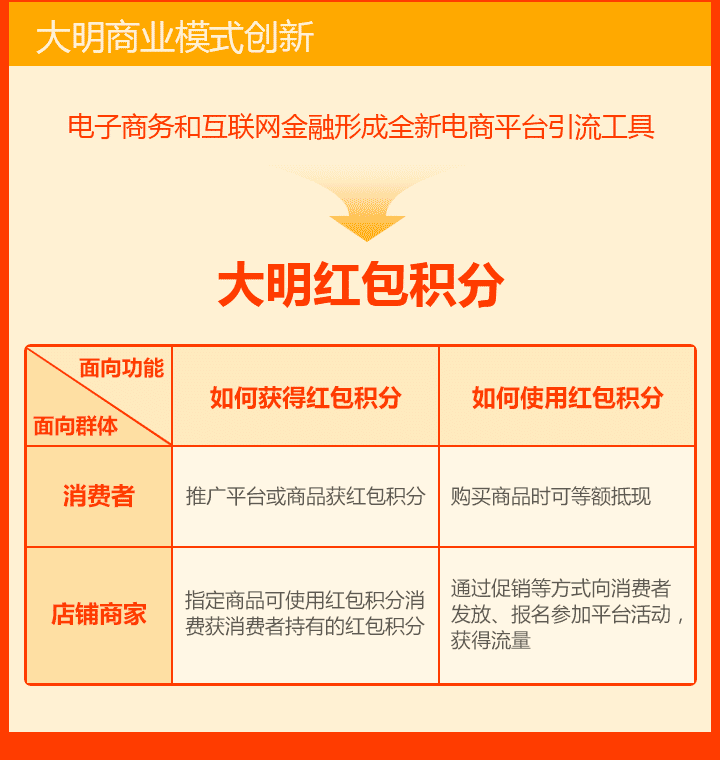 大明商业模式创新
电子商务和互联网金融形成全新电商平台引流工具
大明红包积分
面向功能
面向群体
如何获得红包积分
如何使用红包积分
消费者
推广平台或商品获红包积分
购买商品时可等额抵现
店铺商家
指定商品可使用红包积分消
费获消费者持有的红包积分
通过促销等方式向消费者
发放、报名参加平台活动，
获得流量